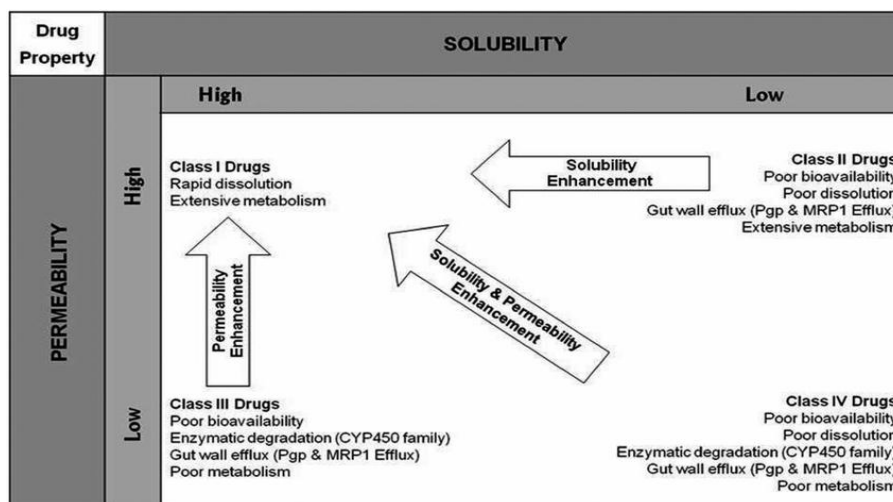 Drug
Property
SOLUBILITY
High
Low
PERMEABILITY
High
Low
Class I Drugs
Rapid dissolution
Extensive metabolism
Solubility
Enhancement
Class II Drugs
Poor bioavailability
Poor dissolution
Gut wall efflux (Pgp & MRP1 Efflux)
Extensive metabolism
Permeability
Enhancement
Solubility & Permeability
Enhancement
Class III Drugs
Poor bioavailability
Enzymatic degradation (CYP450 family)
Gut wall efflux (Pgp & MRP1 Efflux)
Poor metabolism
Class IV Drugs
Poor bioavailability
Poor dissolution
Enzymatic degradation (CYP450 family)
Gut wall efflux (Pgp & MRP1 Efflux)
Poor metabolism